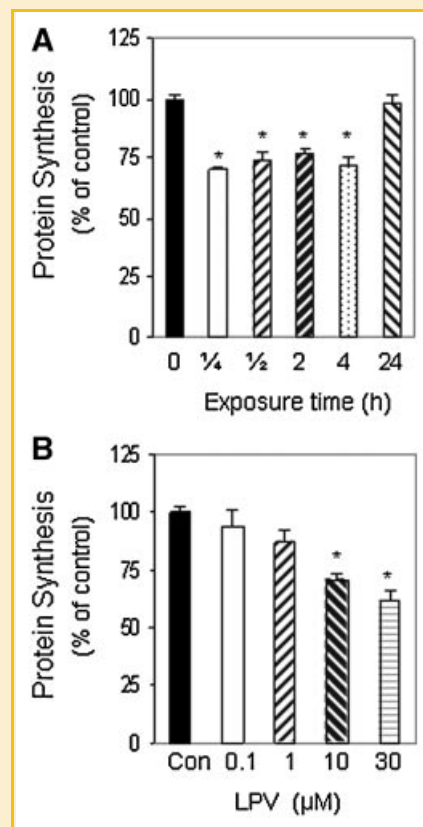 A
125
100
75
50
25
0
Protein Synthesis
(% of control)
* * * *
0 ¼ ½ 2 4 24
Exposure time (h)
B
125
100
75
50
25
0
Protein Synthesis
(% of control)
* *
Con 0.1 1 10 30
LPV (µM)